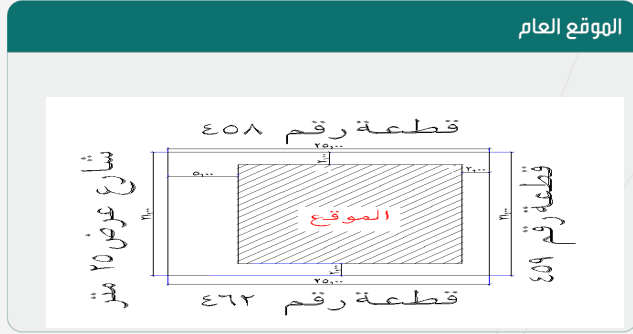 الموقع العام
قطعة رقم ٤٥٨
٢٥,٠٠
٥,٠٠
٢,٠٠
شارع عرض ٢٥ متر
الموقع
قطعة رقم ٤٥٩
٢٥,٠٠
قطعة رقم ٤٦٢